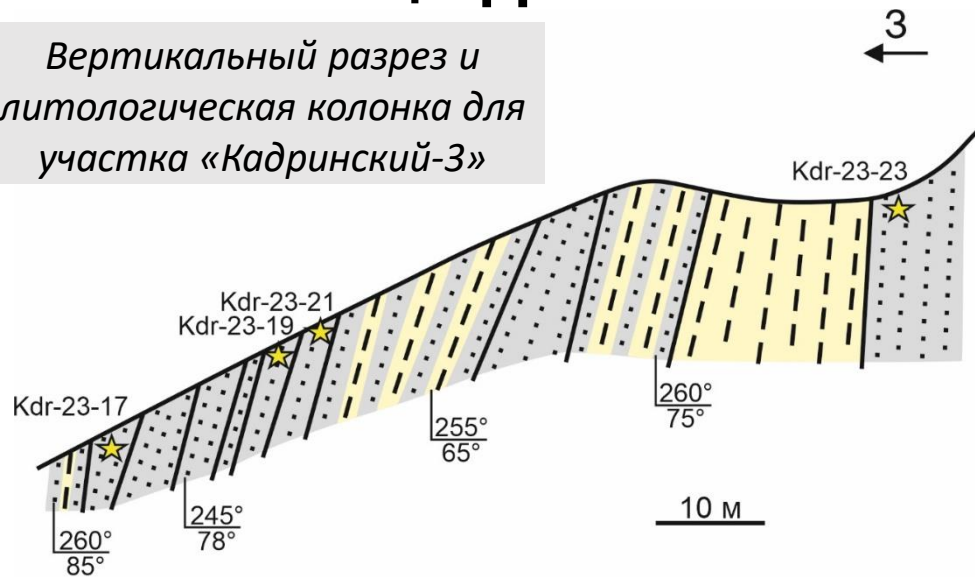 Вертикальный разрез и
литологическая колонка для
участка «Кадринский-3»
З
Kdr-23-23
Kdr-23-21
Kdr-23-19
Kdr-23-17
260°
75°
255°
65°
10 м
245°
78°
260°
85°